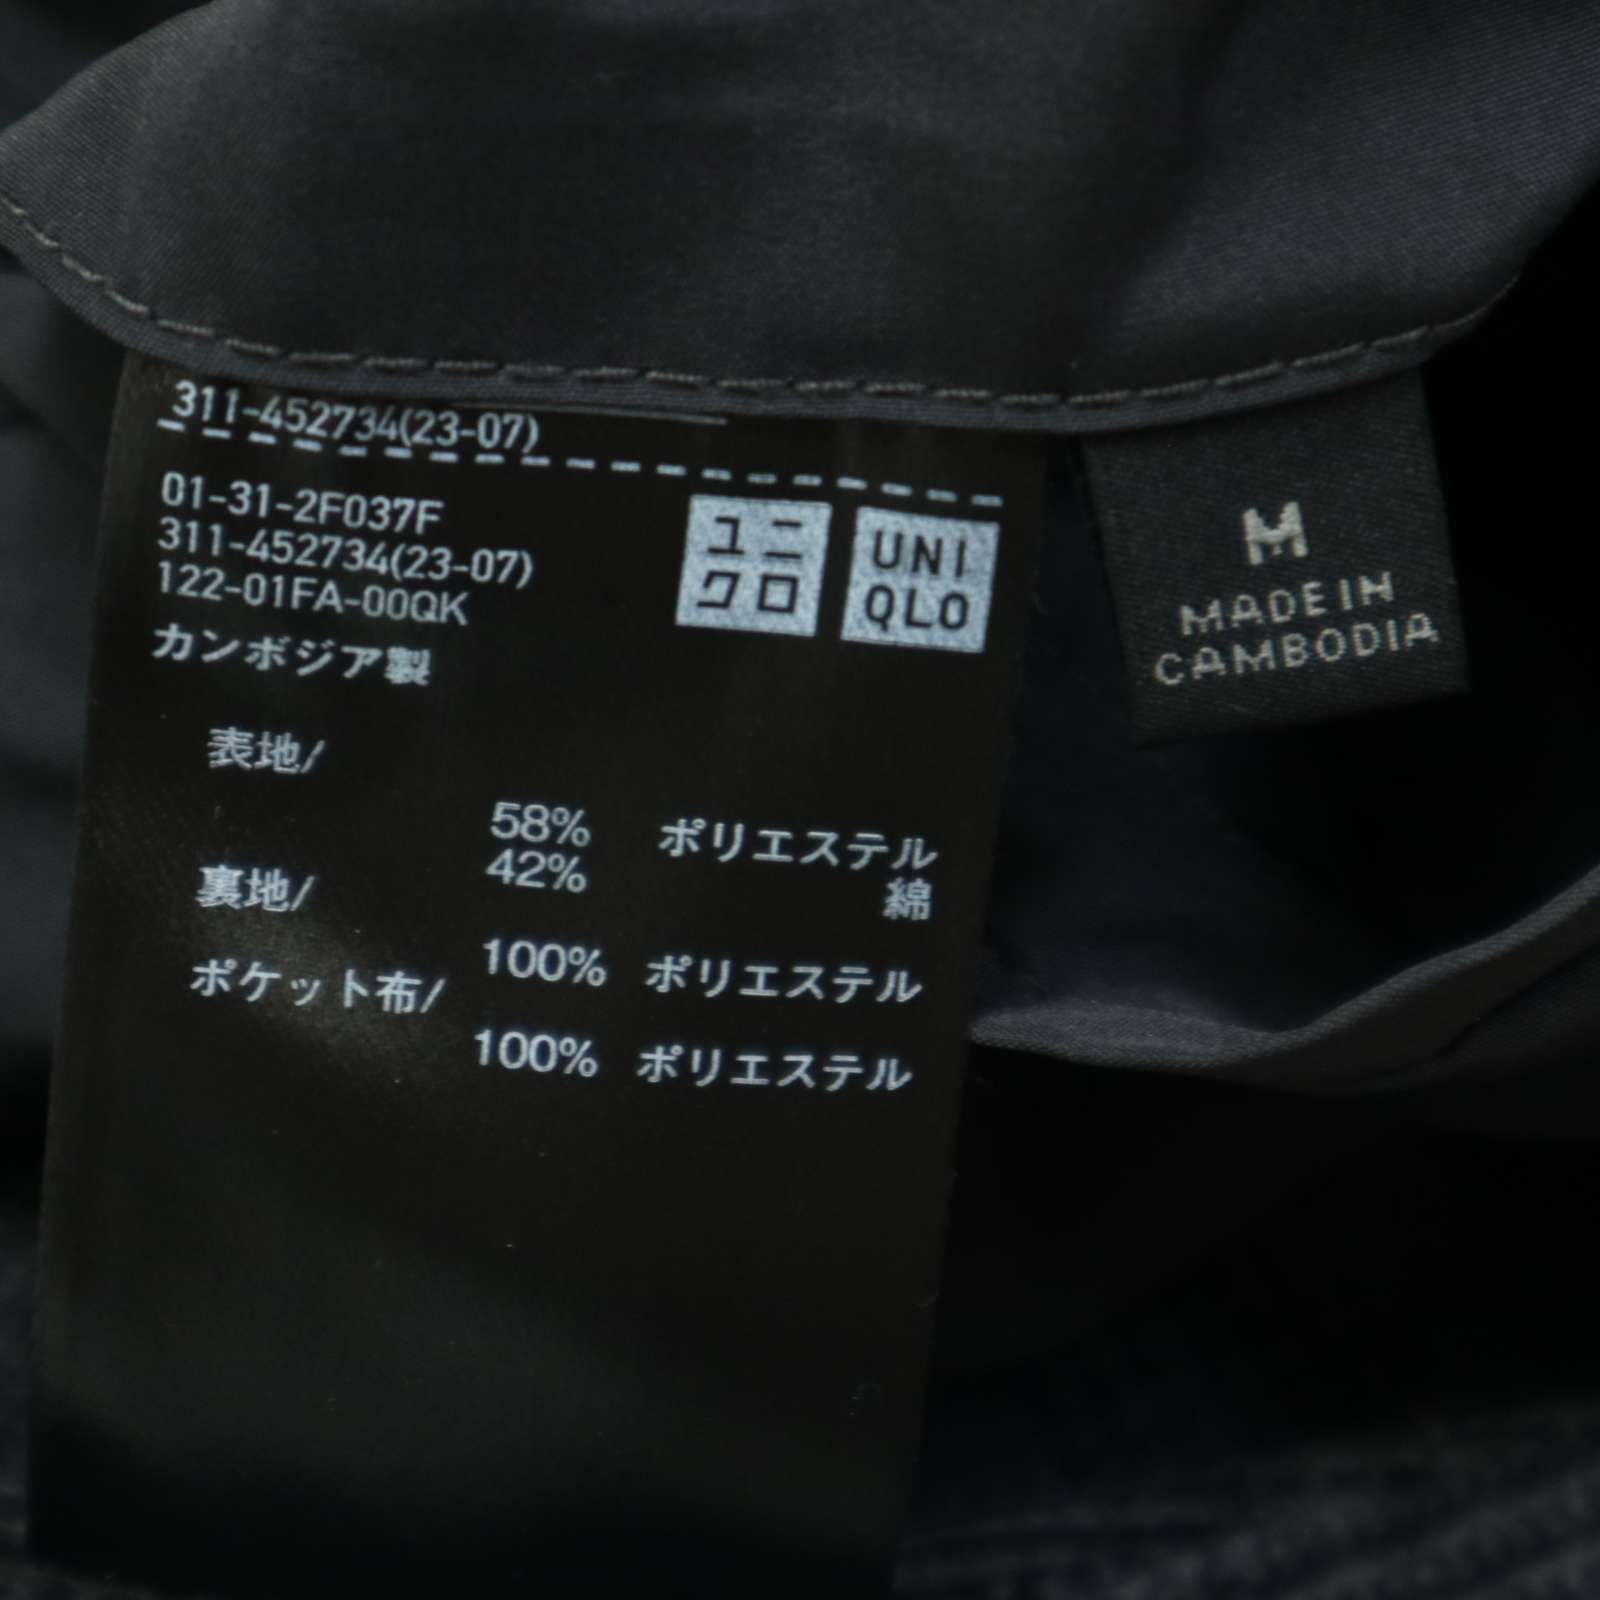 311-452734(23-07)
01-31-2F037F
311-452734(23-07)
122-01FA-00QK
カンボジア製
ユニ
クロ
UNI
QLO
M
MADE IN
CAMBODIA
表地/
58% ポリエステル
42% 綿
裏地/
100% ポリエステル
ポケット布/
100% ポリエステル